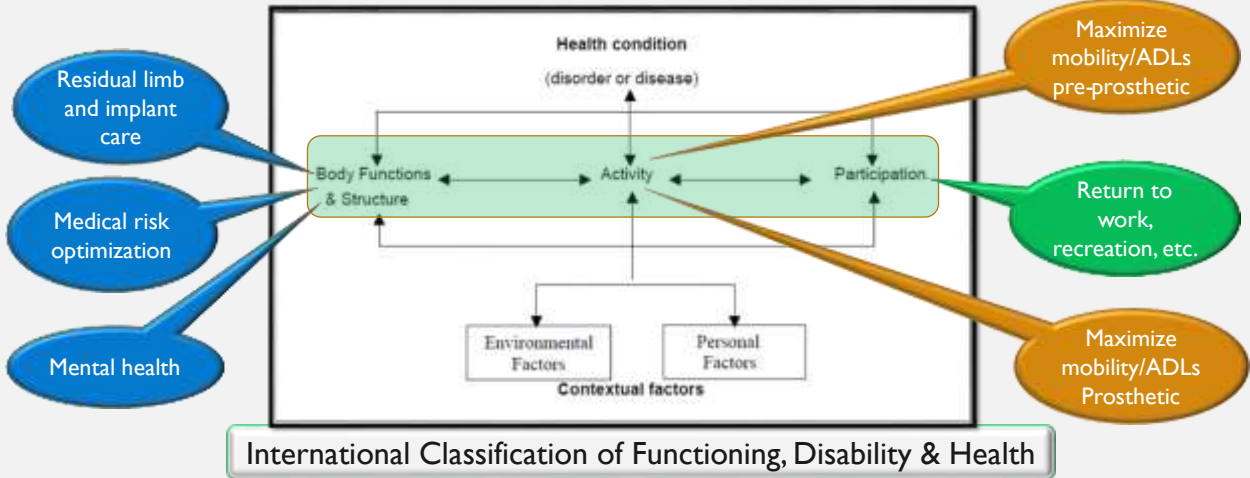 Health condition
(disorder or disease)
Body Functions
& Structure
Activity
Participation
Environmental
Factors
Personal
Factors
Contextual factors
Residual limb
and implant
care
Medical risk
optimization
Mental health
Maximize
mobility/ADLs
pre-prosthetic
Return to
work,
recreation, etc.
Maximize
mobility/ADLs
Prosthetic
International Classification of Functioning, Disability & Health